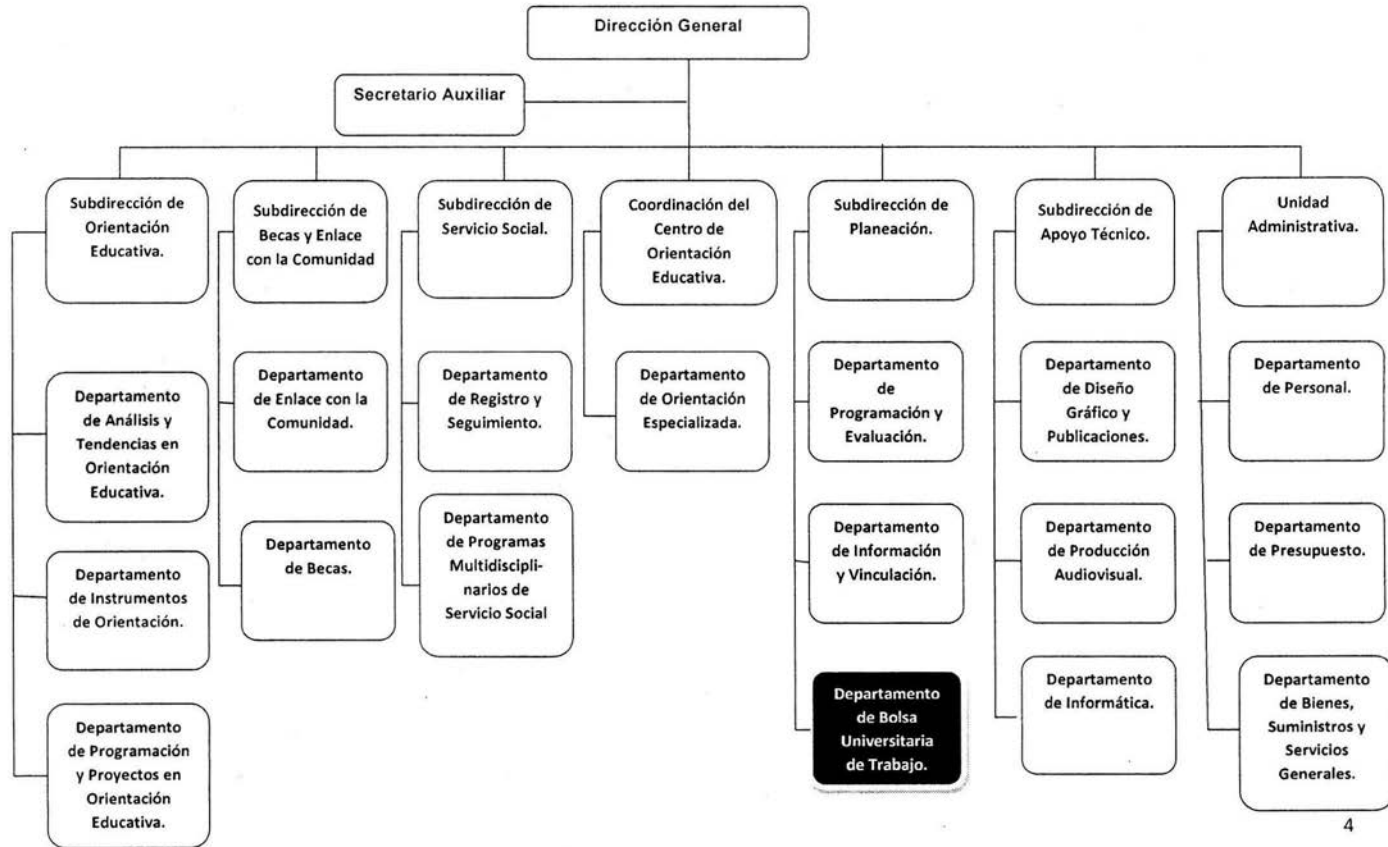 Dirección General
Secretario Auxiliar
Subdirección de
Orientación
Educativa.
Subdirección de
Becas y Enlace
con la Comunidad
Subdirección de
Servicio Social.
Coordinación del
Centro de
Orientación
Educativa.
Subdirección de
Planeación.
Subdirección de
Apoyo Técnico.
Unidad
Administrativa.
Departamento
de Análisis y
Tendencias en
Orientación
Educativa.
Departamento
de Enlace con la
Comunidad.
Departamento
de Registro y
Seguimiento.
Departamento
de Orientación
Especializada.
Departamento
de
Programación y
Evaluación.
Departamento
de Diseño
Gráfico y
Publicaciones.
Departamento
de Personal.
Departamento
de Instrumentos
de Orientación.
Departamento
de Becas.
Departamento
de Programas
Multidiscipli-
narios de
Servicio Social
Departamento
de Información
y Vinculación.
Departamento
de Producción
Audiovisual.
Departamento
de Presupuesto.
Departamento
de Programación
y Proyectos en
Orientación
Educativa.
Departamento
de Bolsa
Universitaria
de Trabajo.
Departamento
de Informática.
Departamento
de Bienes,
Suministros y
Servicios
Generales.
4